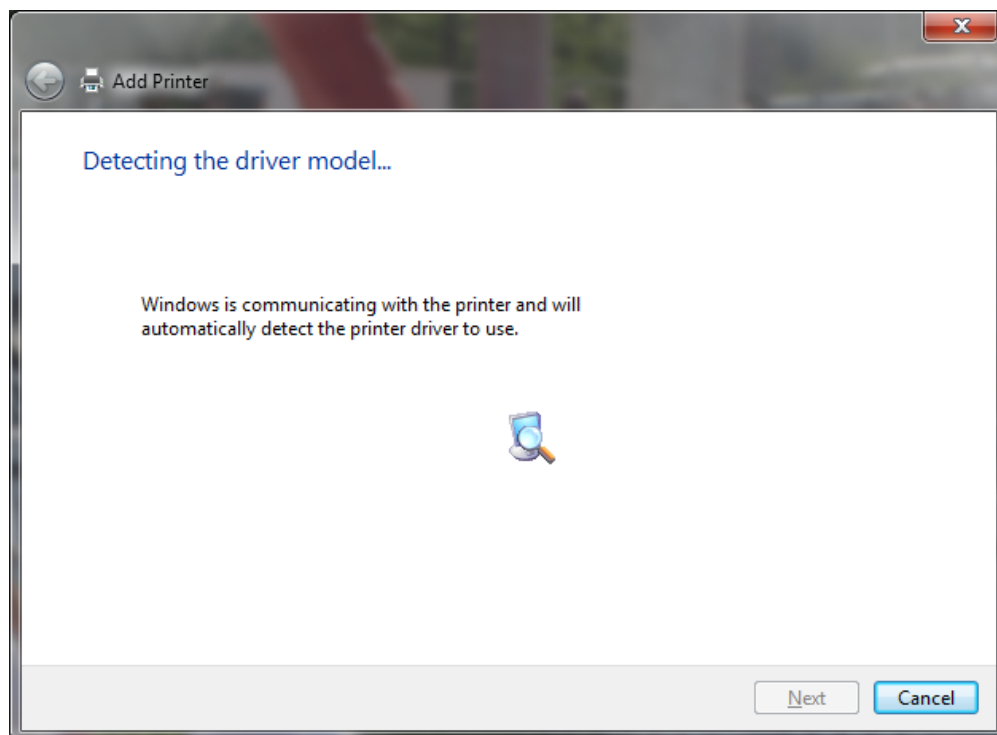 Add Printer
Detecting the driver model...
Windows is communicating with the printer and will
automatically detect the printer driver to use.
Next
Cancel